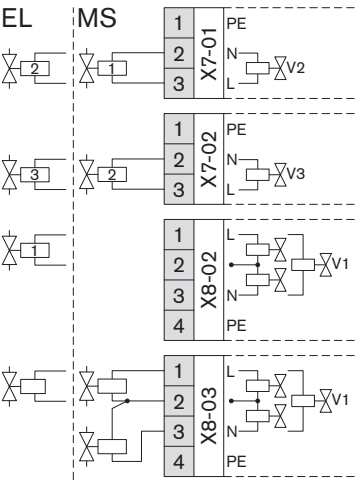 EL MS
1 PE
2 N
2 1 X7-01 V2
3 L
1 PE
2 N
3 2 X7-02 V3
3 L
1 L
1 2 X8-02 V1
3 N
4 PE
1 L
2 X8-03 V1
3 N
4 PE